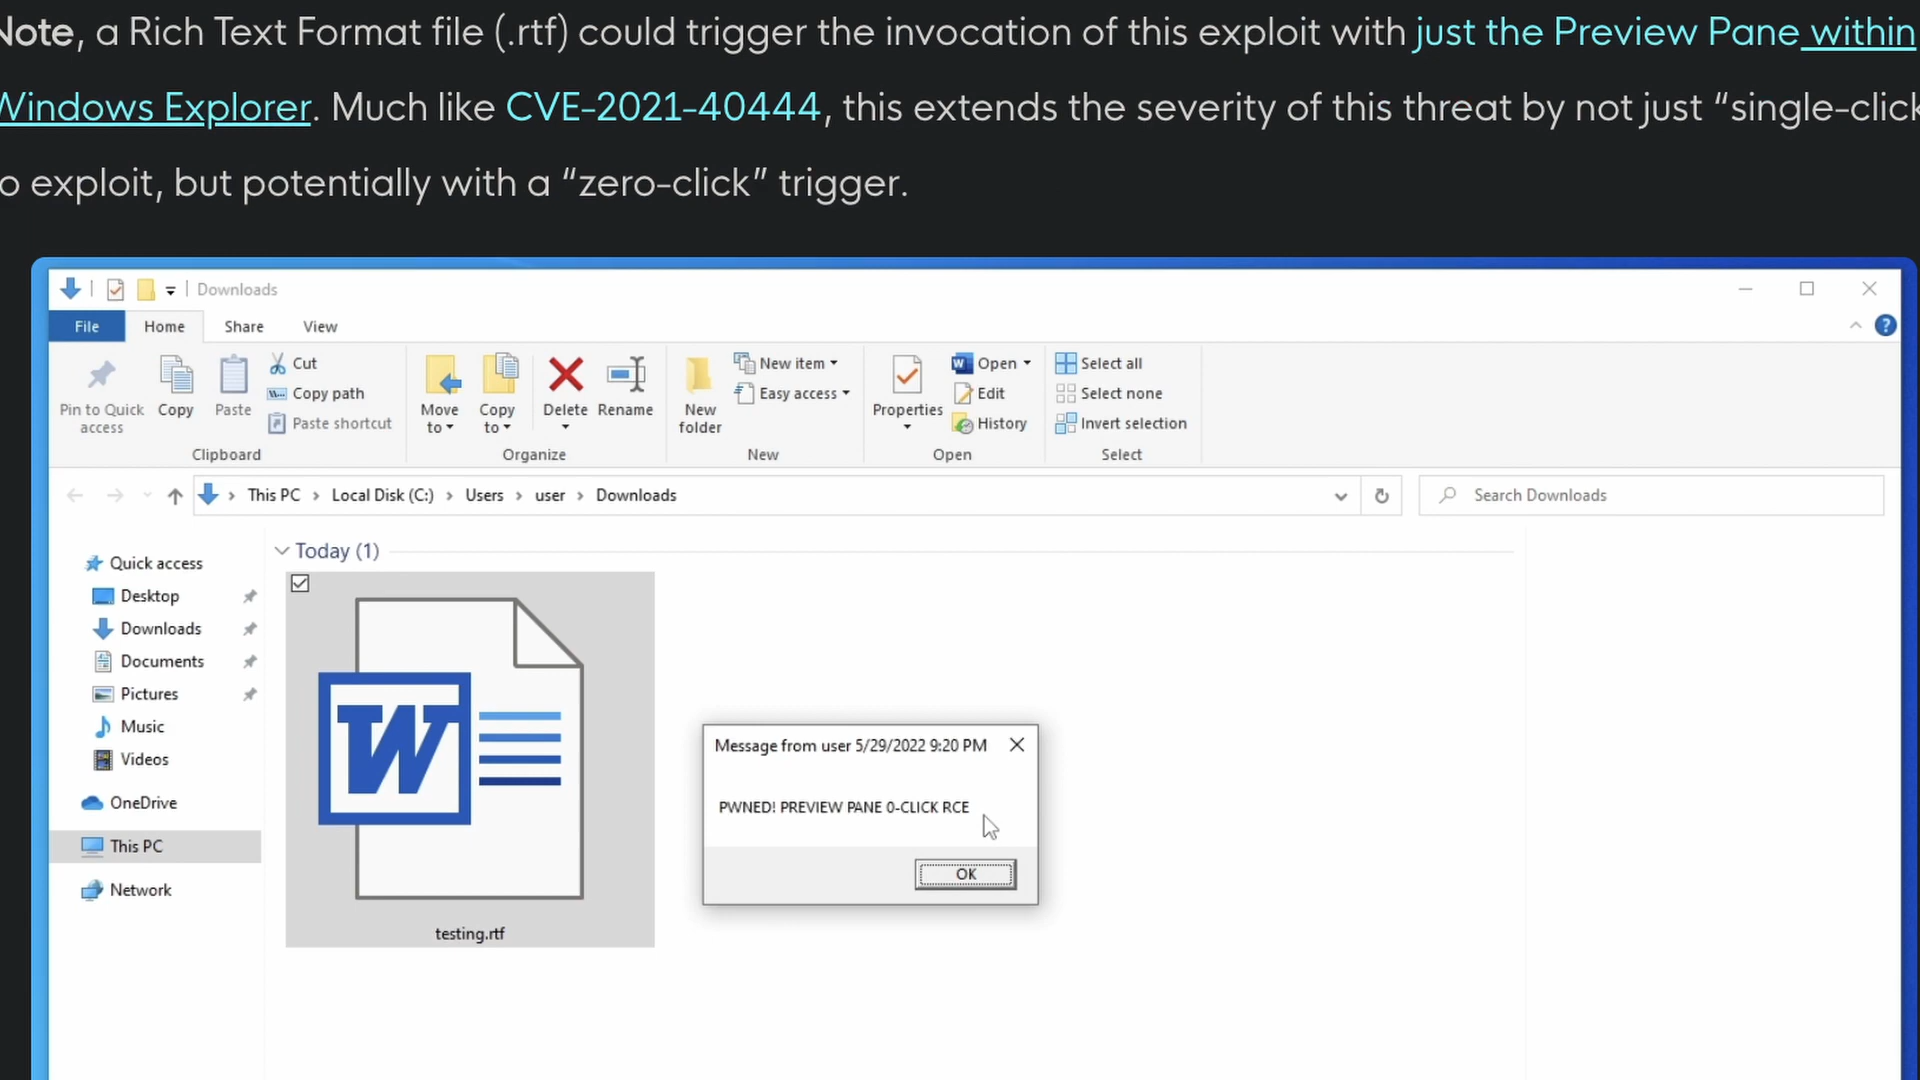 Note, a Rich Text Format file (.rtf) could trigger the invocation of this exploit with just the Preview Pane within
Windows Explorer. Much like CVE-2021-40444, this extends the severity of this threat by not just “single-click
o exploit, but potentially with a “zero-click” trigger.
Downloads
File Home Share View
Pin to Quick access
Copy
Paste
Cut
Copy path
Paste shortcut
Clipboard
Move to
Copy to
Delete
Rename
Organize
New folder
New item
Easy access
New
Properties
Open
Edit
History
Open
Select all
Select none
Invert selection
Select
This PC > Local Disk (C:) > Users > user > Downloads
Search Downloads
Quick access
Desktop
Downloads
Documents
Pictures
Music
Videos
OneDrive
This PC
Network
Today (1)
W
testing.rtf
Message from user 5/29/2022 9:20 PM
PWNED! PREVIEW PANE 0-CLICK RCE
OK